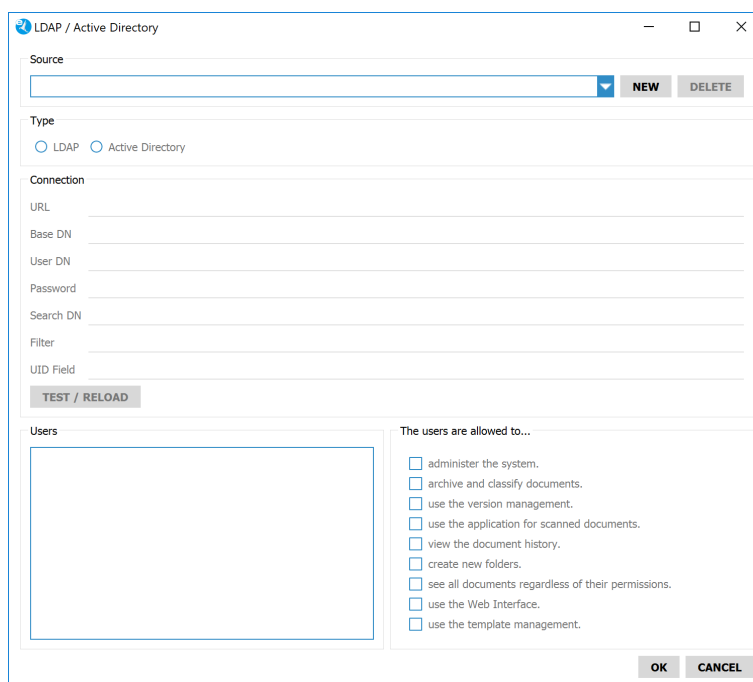 LDAP / Active Directory
Source
NEW DELETE
Type
LDAP Active Directory
Connection
URL
Base DN
User DN
Password
Search DN
Filter
UID Field
TEST / RELOAD
Users
The users are allowed to...
administer the system.
archive and classify documents.
use the version management.
use the application for scanned documents.
view the document history.
create new folders.
see all documents regardless of their permissions.
use the Web Interface.
use the template management.
OK CANCEL